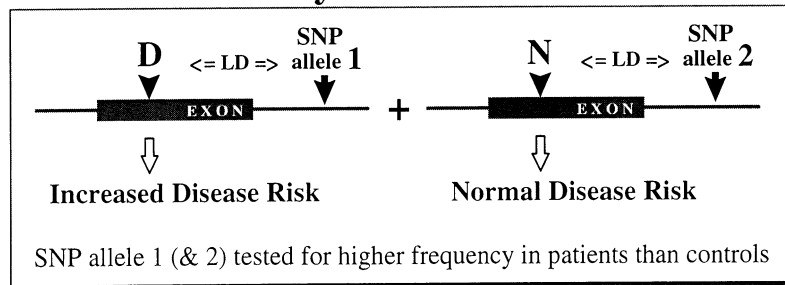 D <= LD => SNP allele 1
EXON
Increased Disease Risk
+
N <= LD => SNP allele 2
EXON
Normal Disease Risk
SNP allele 1 (& 2) tested for higher frequency in patients than controls